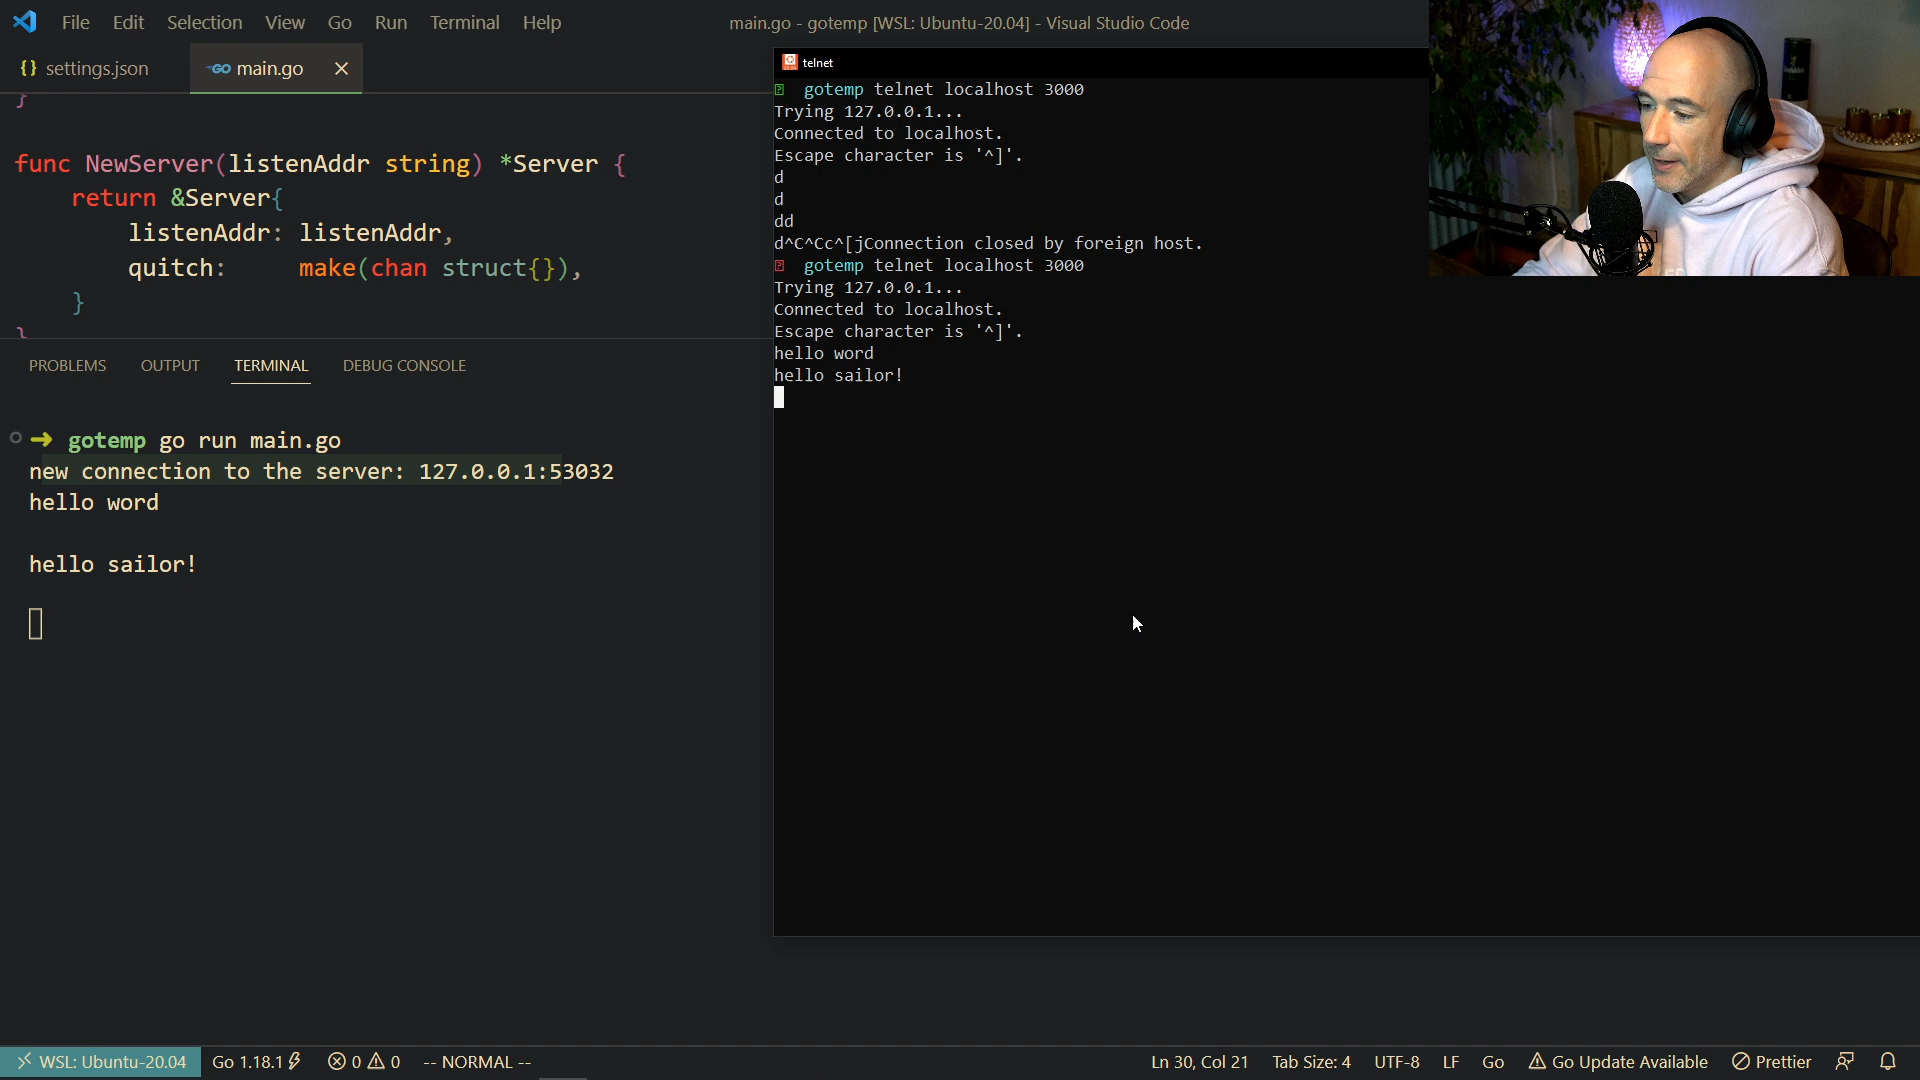 File Edit Selection View Go Run Terminal Help
main.go - gotemp [WSL: Ubuntu-20.04] - Visual Studio Code
{} settings.json
GO main.go ×
}
func NewServer(listenAddr string) *Server {
return &Server{
listenAddr: listenAddr,
quitch: make(chan struct{}),
}
}
PROBLEMS OUTPUT TERMINAL DEBUG CONSOLE
➜ gotemp go run main.go
new connection to the server: 127.0.0.1:53032
hello word
hello sailor!
telnet
gotemp telnet localhost 3000
Trying 127.0.0.1...
Connected to localhost.
Escape character is '^]'.
d
d
dd
d^C^Cc^[jConnection closed by foreign host.
gotemp telnet localhost 3000
Trying 127.0.0.1...
Connected to localhost.
Escape character is '^]'.
hello word
hello sailor!
WSL: Ubuntu-20.04 Go 1.18.1 0 0 -- NORMAL -- Ln 30, Col 21 Tab Size: 4 UTF-8 LF Go Go Update Available Prettier